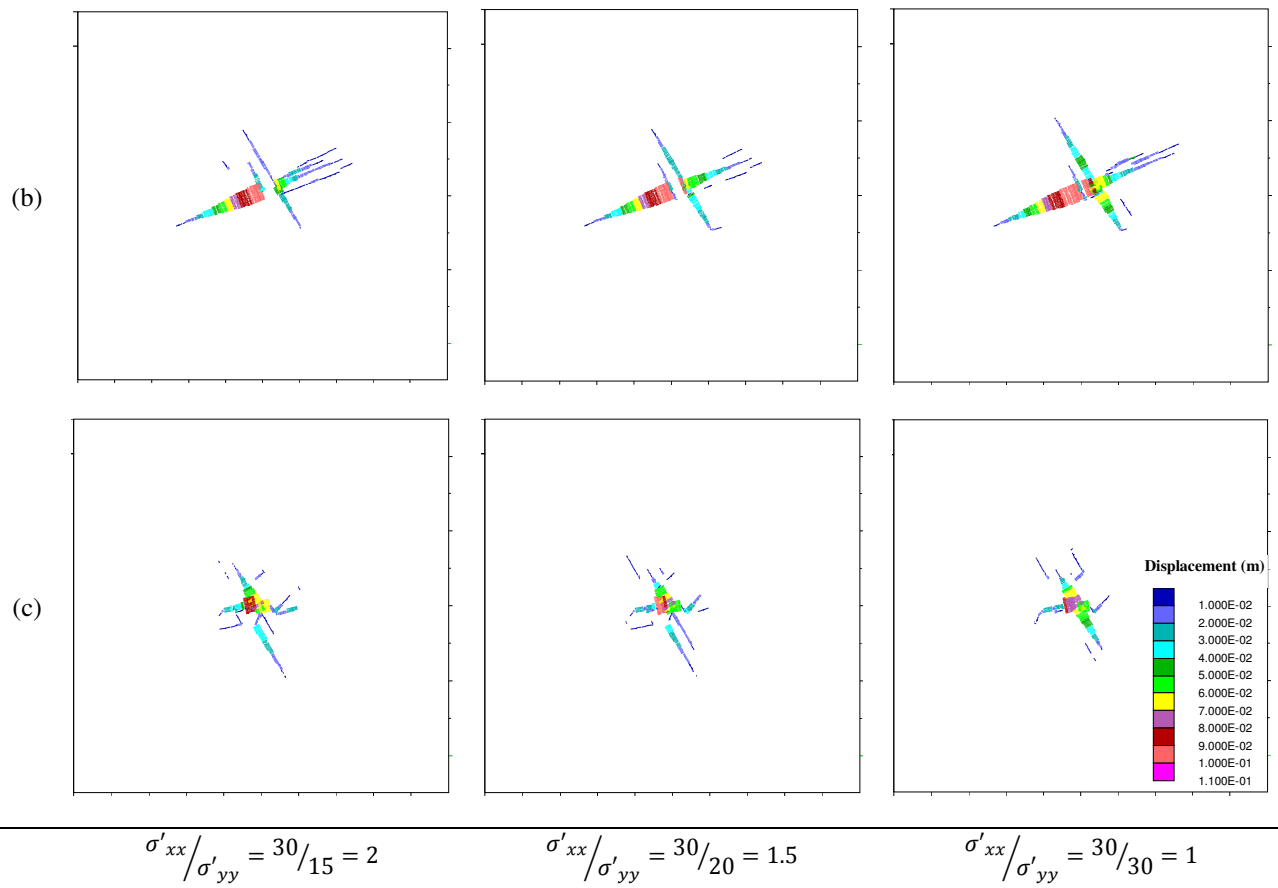 (b)
(c)
Displacement (m)
1.000E-02
2.000E-02
3.000E-02
4.000E-02
5.000E-02
6.000E-02
7.000E-02
8.000E-02
9.000E-02
1.000E-01
1.100E-01
σ′xx/σ′yy = 30/15 = 2
σ′xx/σ′yy = 30/20 = 1.5
σ′xx/σ′yy = 30/30 = 1